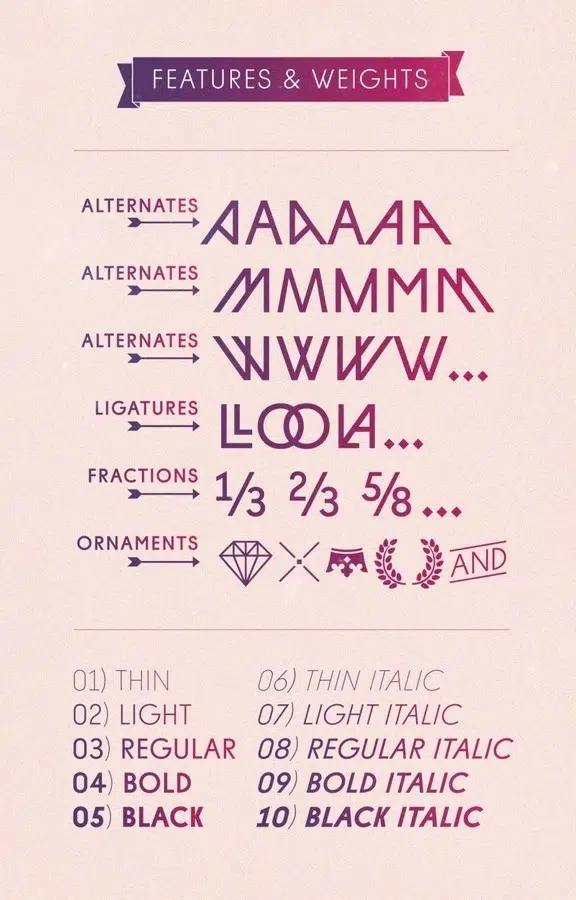 FEATURES & WEIGHTS
ALTERNATES AAAAAA
ALTERNATES MMMMM
ALTERNATES WWWW...
LIGATURES LLOOLA...
FRACTIONS 1/3 2/3 5/8 ...
ORNAMENTS AND
01) THIN 06) THIN ITALIC
02) LIGHT 07) LIGHT ITALIC
03) REGULAR 08) REGULAR ITALIC
04) BOLD 09) BOLD ITALIC
05) BLACK 10) BLACK ITALIC